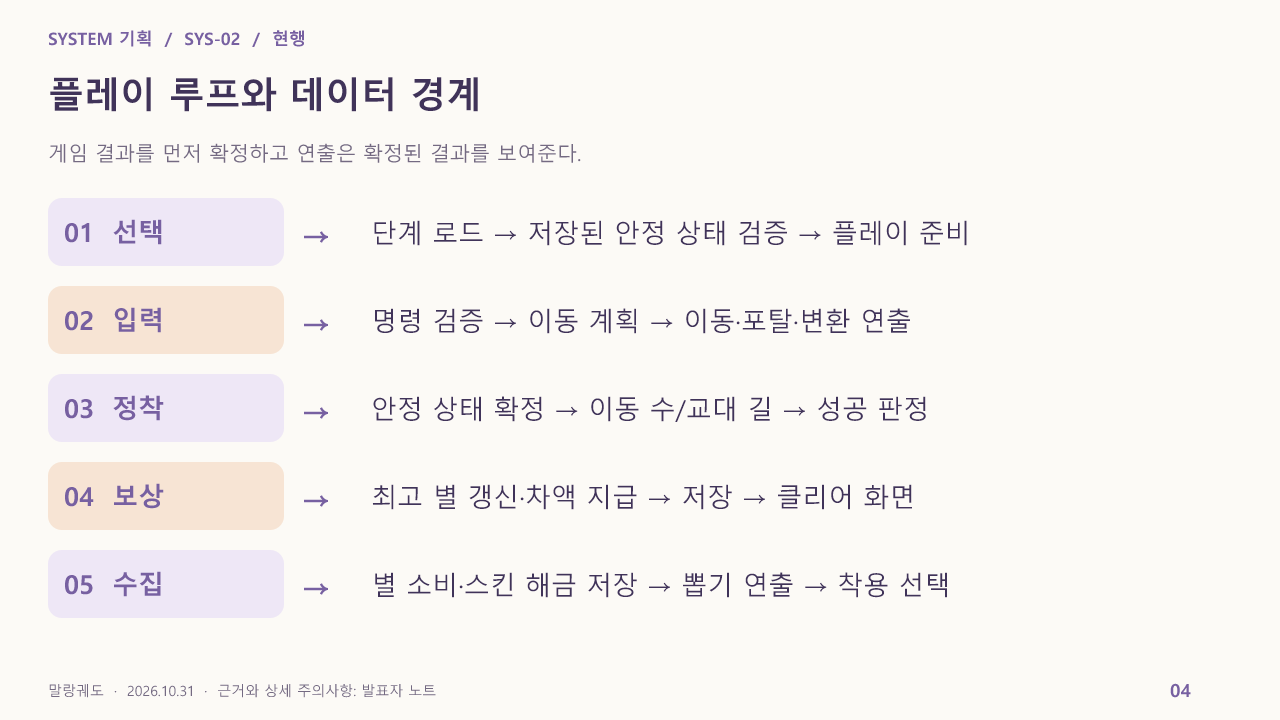 SYSTEM 기획 / SYS-02 / 현행
플레이 루프와 데이터 경계
게임 결과를 먼저 확정하고 연출은 확정된 결과를 보여준다.
01 선택 → 단계 로드 → 저장된 안정 상태 검증 → 플레이 준비
02 입력 → 명령 검증 → 이동 계획 → 이동·포탈·변환 연출
03 정착 → 안정 상태 확정 → 이동 수/교대 길 → 성공 판정
04 보상 → 최고 별 갱신·차액 지급 → 저장 → 클리어 화면
05 수집 → 별 소비·스킨 해금 저장 → 뽑기 연출 → 착용 선택
말랑궤도 · 2026.10.31 · 근거와 상세 주의사항: 발표자 노트
04